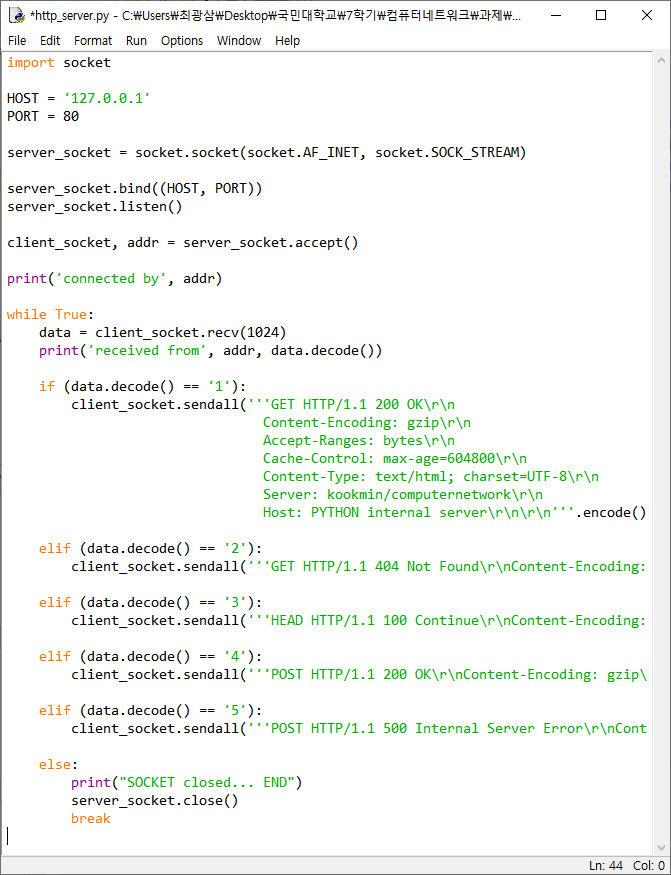 *http_server.py - C:₩Users₩최광삼₩Desktop₩국민대학교₩7학기₩컴퓨터네트워크₩과제₩...
File Edit Format Run Options Window Help
import socket
HOST = '127.0.0.1'
PORT = 80
server_socket = socket.socket(socket.AF_INET, socket.SOCK_STREAM)
server_socket.bind((HOST, PORT))
server_socket.listen()
client_socket, addr = server_socket.accept()
print('connected by', addr)
while True:
    data = client_socket.recv(1024)
    print('received from', addr, data.decode())
    if (data.decode() == '1'):
        client_socket.sendall('''GET HTTP/1.1 200 OK\r\n
                                Content-Encoding: gzip\r\n
                                Accept-Ranges: bytes\r\n
                                Cache-Control: max-age=604800\r\n
                                Content-Type: text/html; charset=UTF-8\r\n
                                Server: kookmin/computernetwork\r\n
                                Host: PYTHON internal server\r\n\r\n'''.encode()
    elif (data.decode() == '2'):
        client_socket.sendall('''GET HTTP/1.1 404 Not Found\r\nContent-Encoding:
    elif (data.decode() == '3'):
        client_socket.sendall('''HEAD HTTP/1.1 100 Continue\r\nContent-Encoding:
    elif (data.decode() == '4'):
        client_socket.sendall('''POST HTTP/1.1 200 OK\r\nContent-Encoding: gzip\
    elif (data.decode() == '5'):
        client_socket.sendall('''POST HTTP/1.1 500 Internal Server Error\r\nCont
    else:
        print("SOCKET closed... END")
        server_socket.close()
        break
Ln: 44 Col: 0